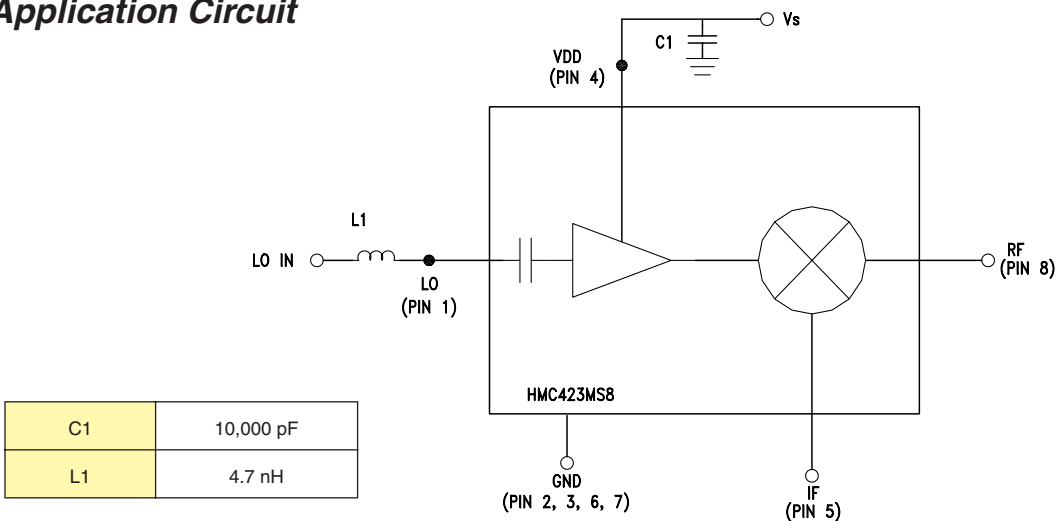 Application Circuit
Vs
C1
VDD
(PIN 4)
L1
LO IN
LO
(PIN 1)
RF
(PIN 8)
HMC423MS8
GND
(PIN 2, 3, 6, 7)
IF
(PIN 5)
C1 10,000 pF
L1 4.7 nH